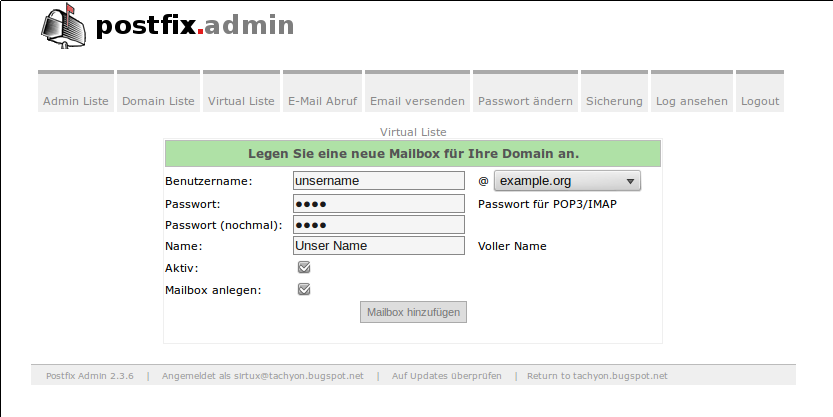 postfix.admin
Admin Liste Domain Liste Virtual Liste E-Mail Abruf Email versenden Passwort ändern Sicherung Log ansehen Logout
Virtual Liste
Legen Sie eine neue Mailbox für Ihre Domain an.
Benutzername: unsername @ example.org
Passwort: ●●●● Passwort für POP3/IMAP
Passwort (nochmal): ●●●●
Name: Unser Name Voller Name
Aktiv:
Mailbox anlegen:
Mailbox hinzufügen
Postfix Admin 2.3.6 | Angemeldet als sirtux@tachyon.bugspot.net | Auf Updates überprüfen | Return to tachyon.bugspot.net